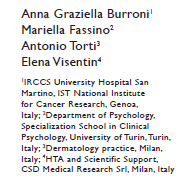 Anna Graziella Burroni¹
Mariella Fassino²
Antonio Torti³
Elena Visentin⁴
¹IRCCS University Hospital San
Martino, IST National Institute
for Cancer Research, Genoa,
Italy; ²Department of Psychology,
Specialization School in Clinical
Psychology, University of Turin, Turin,
Italy; ³Dermatology practice, Milan,
Italy; ⁴HTA and Scientific Support,
CSD Medical Research Srl, Milan, Italy